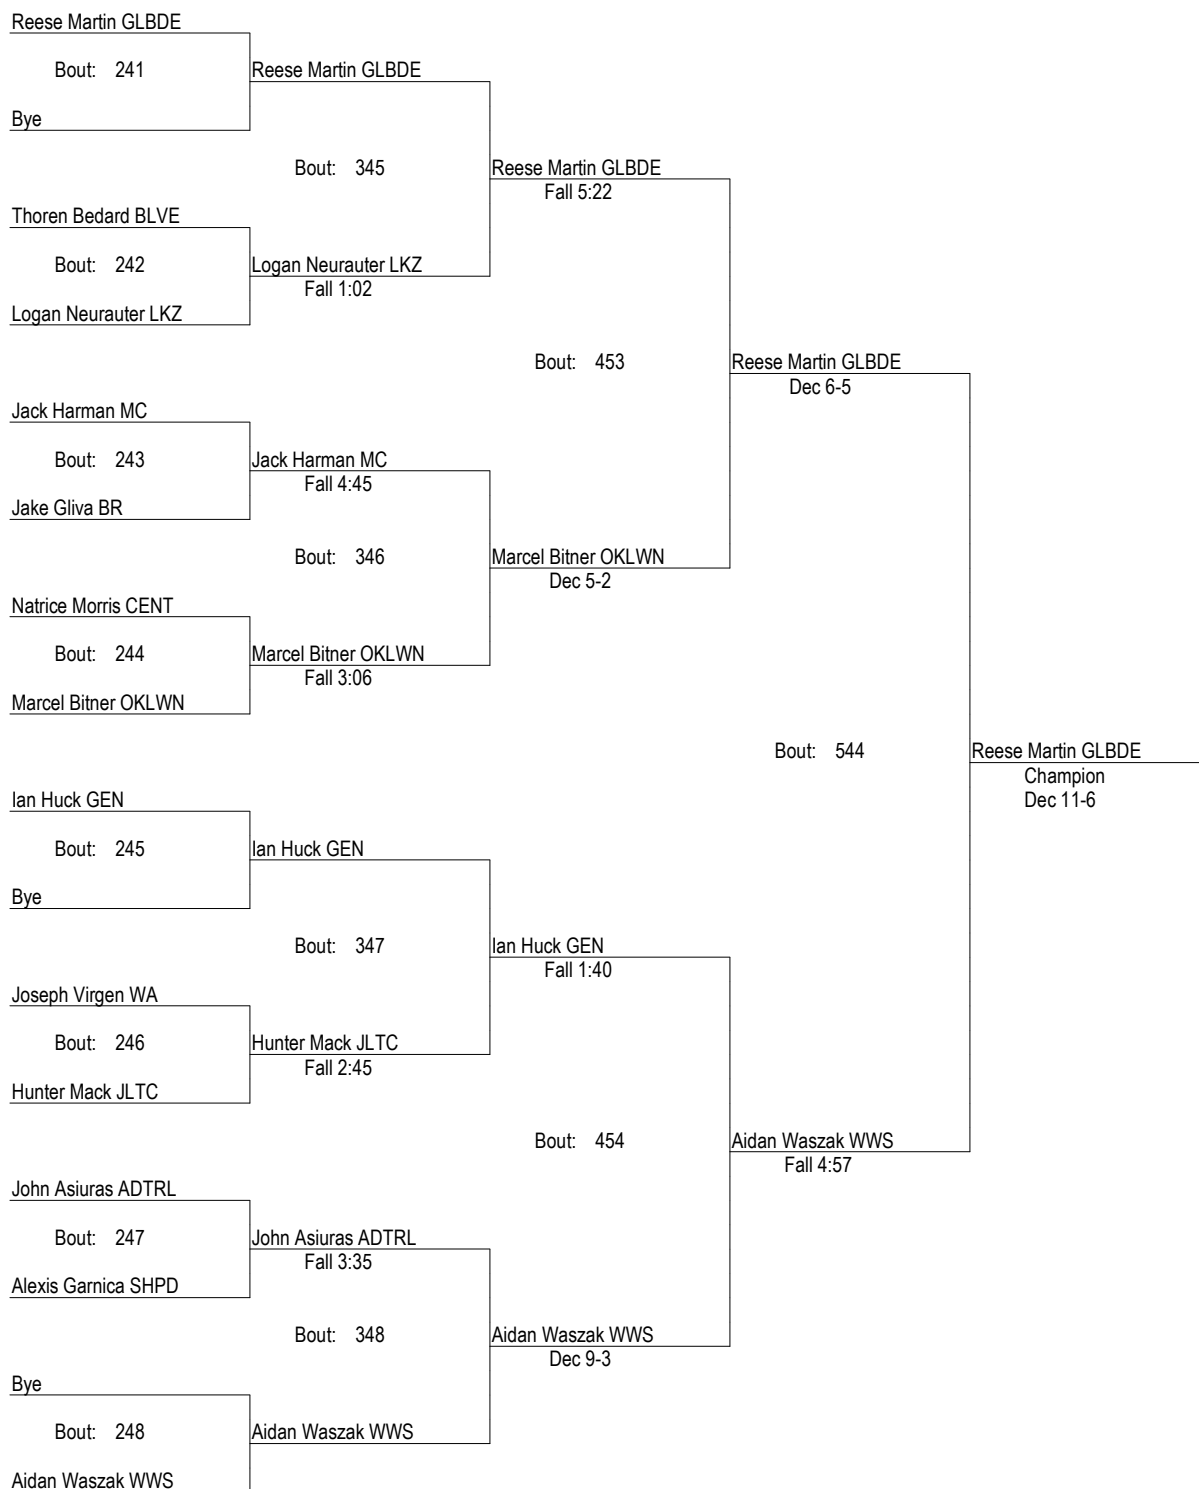 Reese Martin GLBDE
Bout: 241
Reese Martin GLBDE
Bye
Bout: 345
Reese Martin GLBDE
Fall 5:22
Thoren Bedard BLVE
Bout: 242
Logan Neurauter LKZ
Fall 1:02
Logan Neurauter LKZ
Bout: 453
Reese Martin GLBDE
Dec 6-5
Jack Harman MC
Bout: 243
Jack Harman MC
Fall 4:45
Jake Gliva BR
Bout: 346
Marcel Bitner OKLWN
Dec 5-2
Natrice Morris CENT
Bout: 244
Marcel Bitner OKLWN
Fall 3:06
Marcel Bitner OKLWN
Bout: 544
Reese Martin GLBDE
Champion
Dec 11-6
Ian Huck GEN
Bout: 245
Ian Huck GEN
Bye
Bout: 347
Ian Huck GEN
Fall 1:40
Joseph Virgen WA
Bout: 246
Hunter Mack JLTC
Fall 2:45
Hunter Mack JLTC
Bout: 454
Aidan Waszak WWS
Fall 4:57
John Asiuras ADTRL
Bout: 247
John Asiuras ADTRL
Fall 3:35
Alexis Garnica SHPD
Bout: 348
Aidan Waszak WWS
Dec 9-3
Bye
Bout: 248
Aidan Waszak WWS
Aidan Waszak WWS